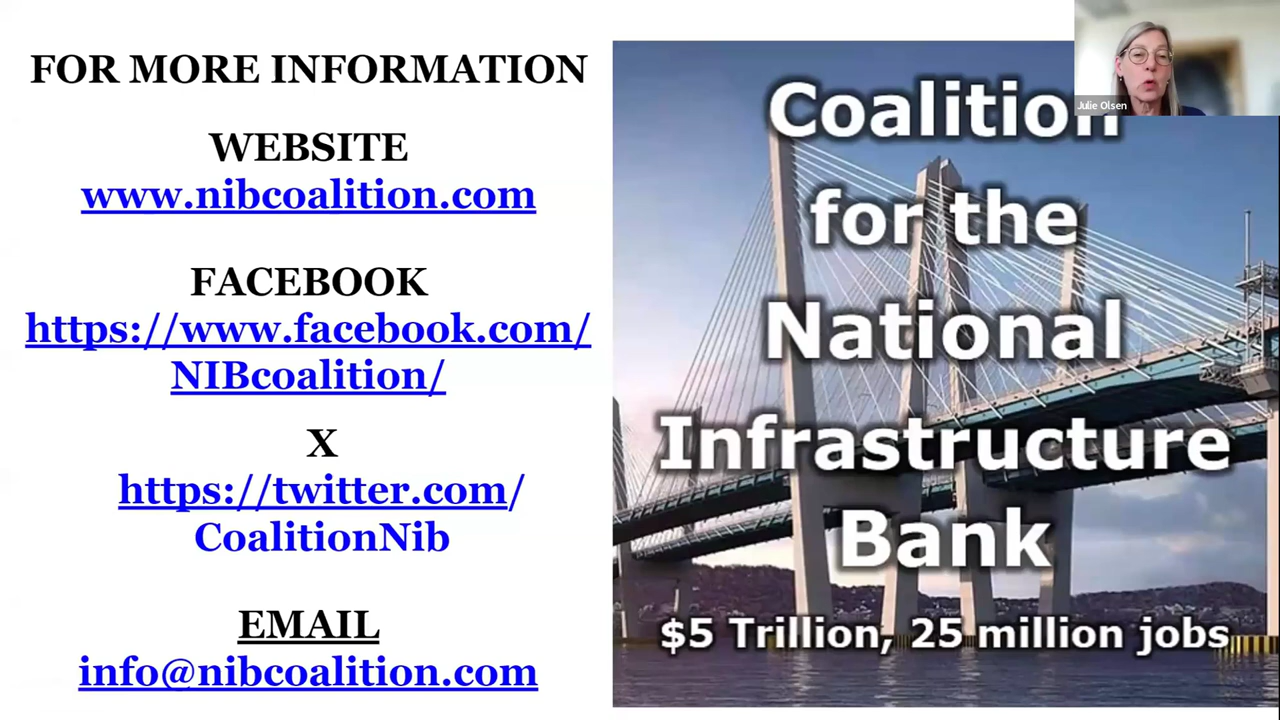 FOR MORE INFORMATION
WEBSITE
www.nibcoalition.com
FACEBOOK
https://www.facebook.com/
NIBcoalition/
X
https://twitter.com/
CoalitionNib
EMAIL
info@nibcoalition.com
Coalition
for the
National
Infrastructure
Bank
$5 Trillion, 25 million jobs
Julie Olsen